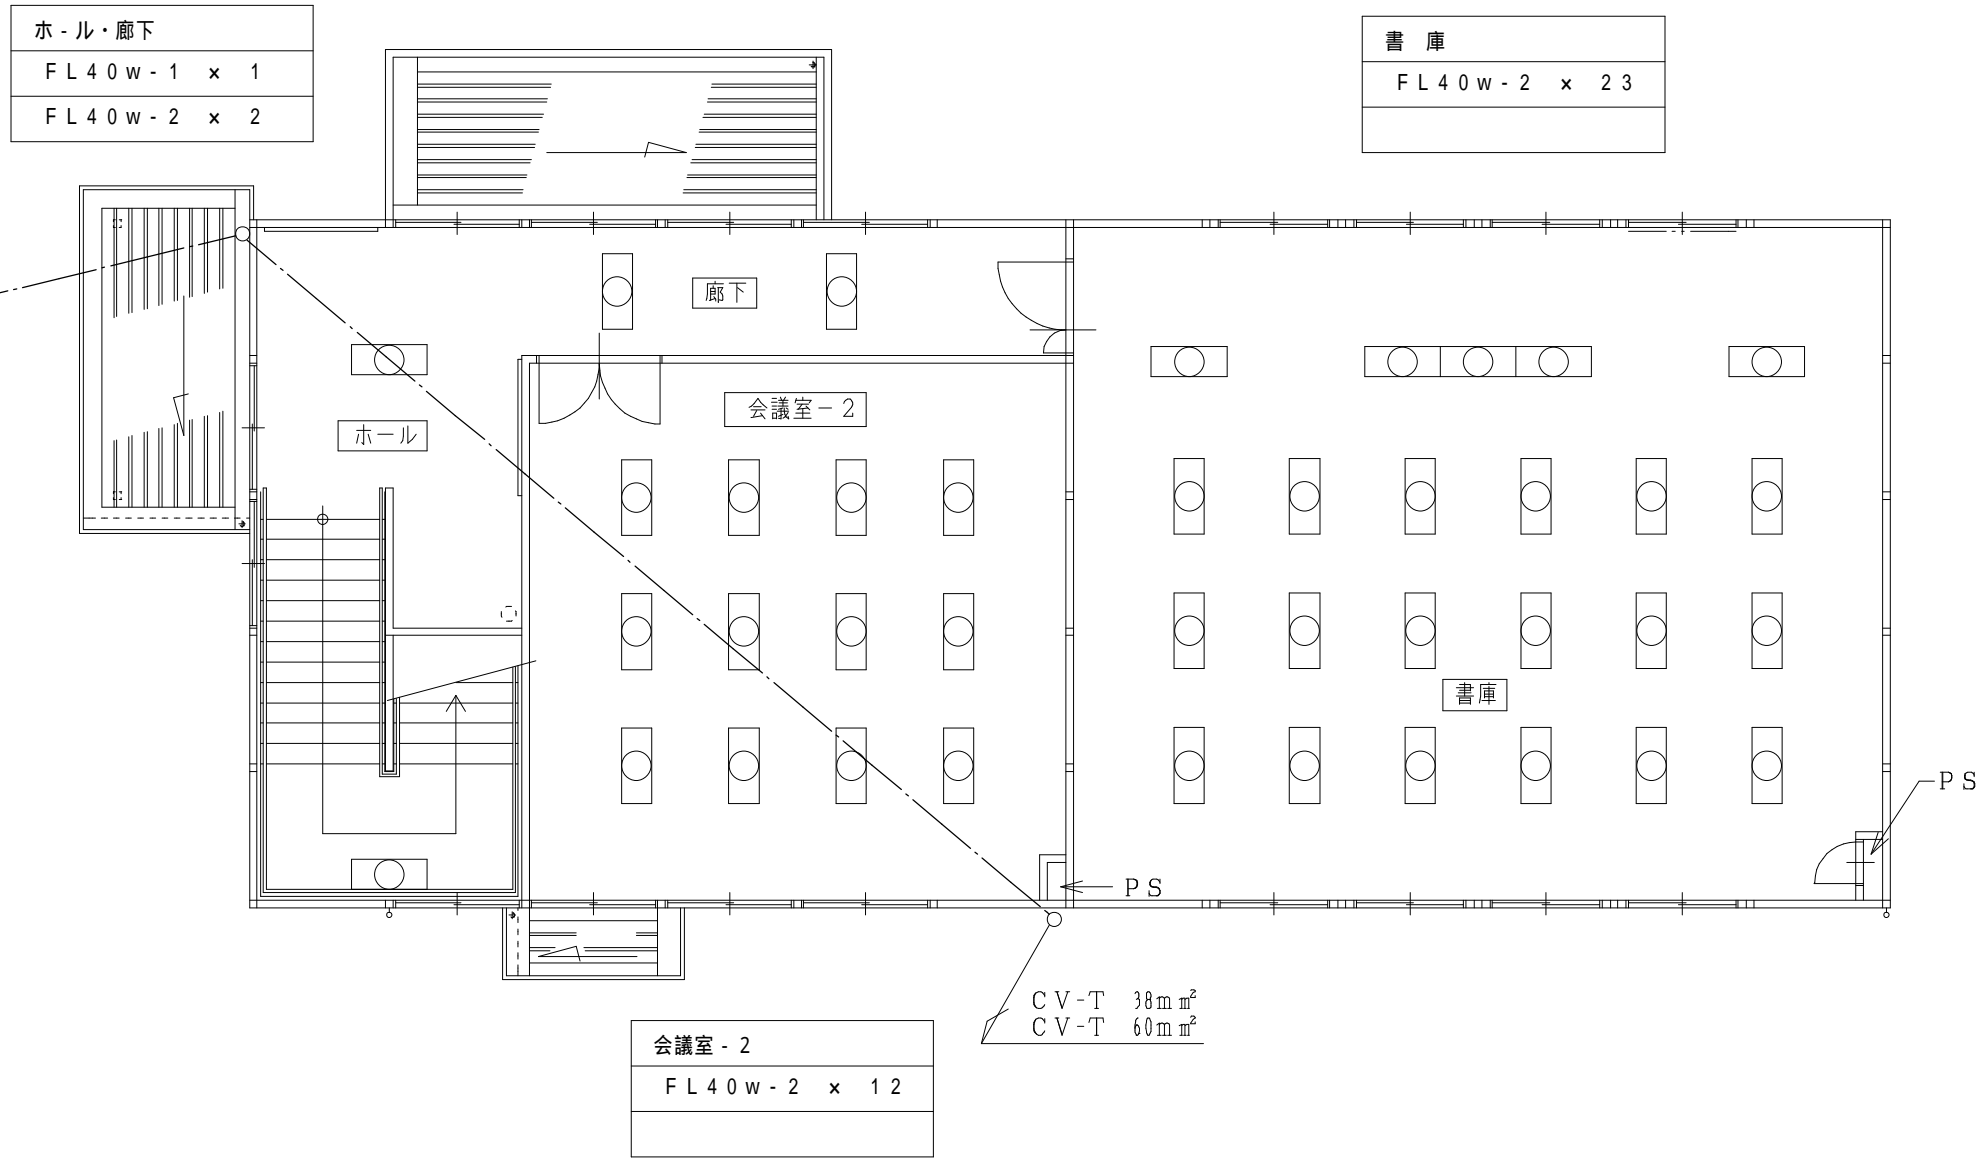 ホ-ル・廊下
FL40w-1 × 1
FL40w-2 × 2
書 庫
FL40w-2 × 23
廊下
会議室-2
ホール
書庫
PS
PS
CV-T 38mm²
CV-T 60mm²
会議室-2
FL40w-2 × 12